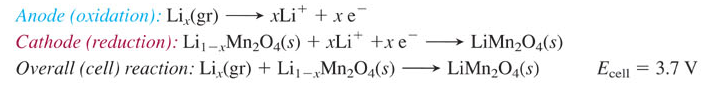 Anode (oxidation): Liₓ(gr) ⟶ xLi⁺ + x e⁻
Cathode (reduction): Li₁₋ₓMn₂O₄(s) + xLi⁺ +x e⁻ ⟶ LiMn₂O₄(s)
Overall (cell) reaction: Liₓ(gr) + Li₁₋ₓMn₂O₄(s) ⟶ LiMn₂O₄(s) E_cell = 3.7 V